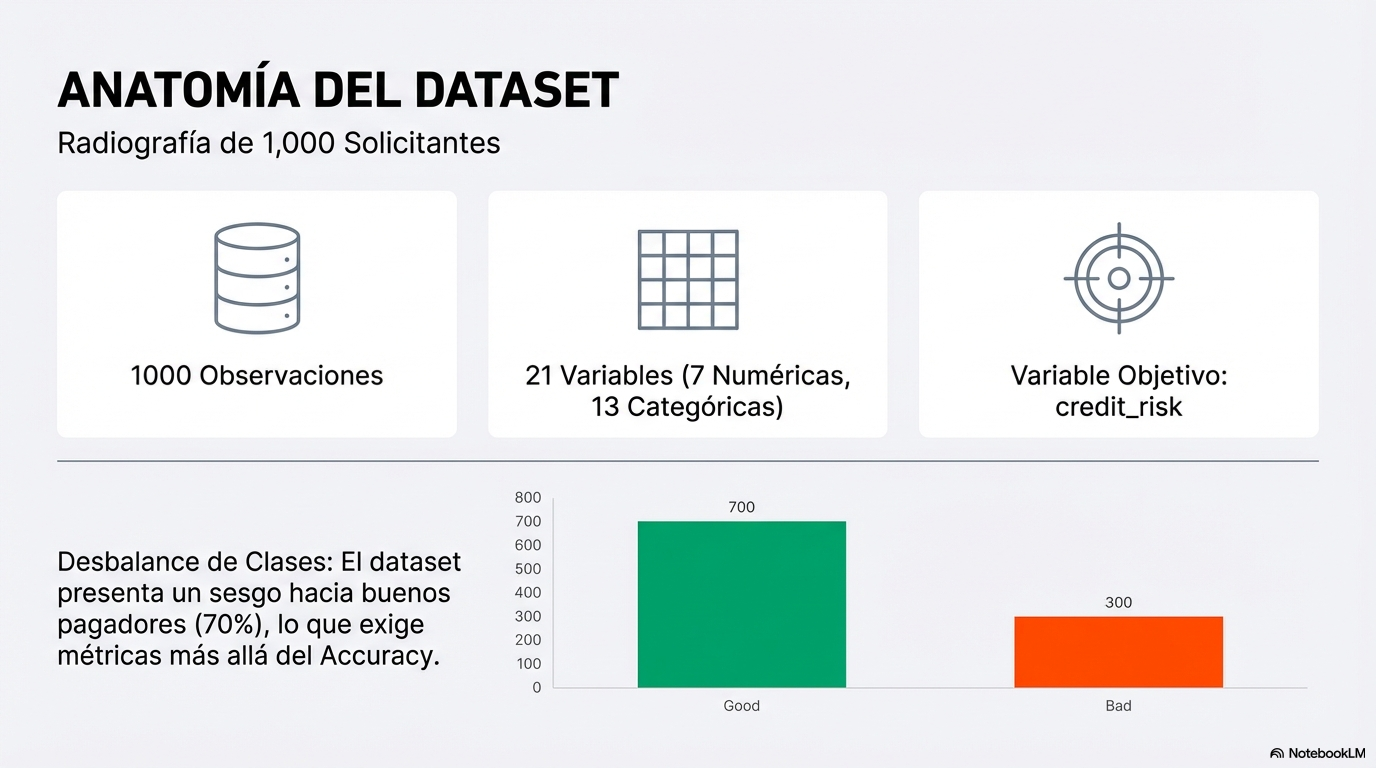 ANATOMÍA DEL DATASET
Radiografía de 1,000 Solicitantes
1000 Observaciones
21 Variables (7 Numéricas,
13 Categóricas)
Variable Objetivo:
credit_risk
Desbalance de Clases: El dataset
presenta un sesgo hacia buenos
pagadores (70%), lo que exige
métricas más allá del Accuracy.
800
700
600
500
400
300
200
100
0
700
300
Good
Bad
NotebookLM